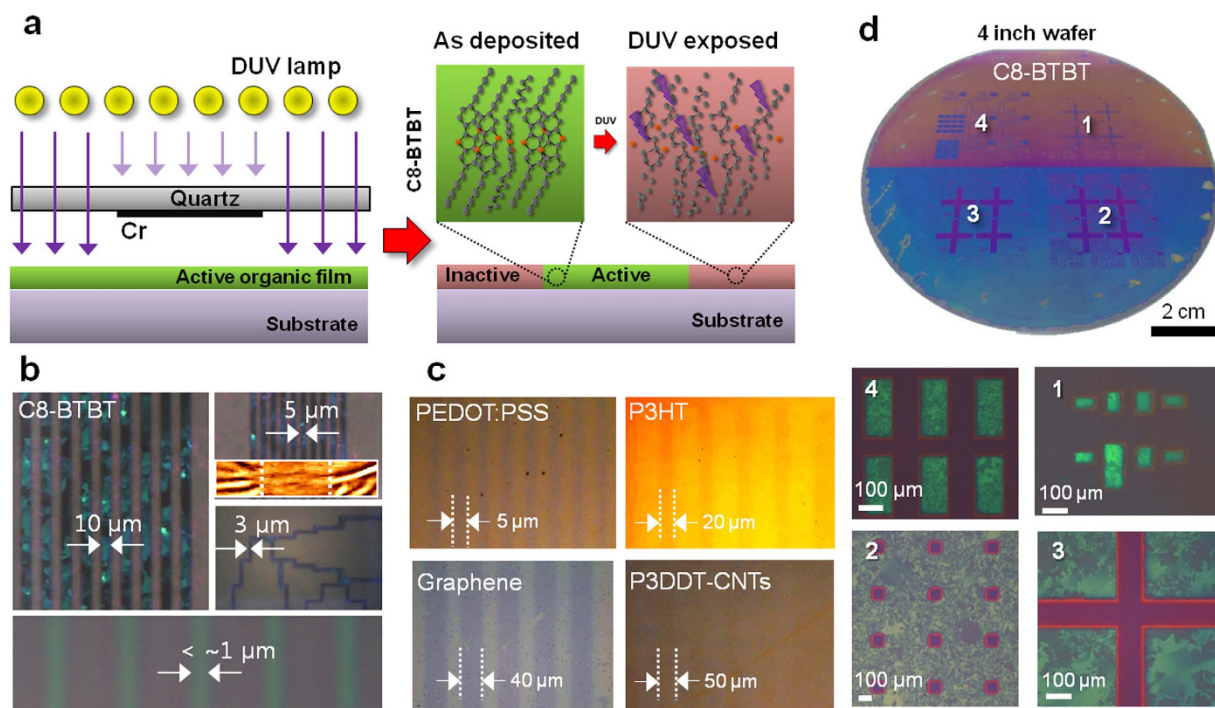 a
DUV lamp
Quartz
Cr
Active organic film
Substrate
As deposited
DUV exposed
C8-BTBT
DUV
Inactive
Active
Substrate
b
C8-BTBT
10 µm
5 µm
3 µm
< ~1 µm
c
PEDOT:PSS
5 µm
P3HT
20 µm
Graphene
40 µm
P3DDT-CNTs
50 µm
d
4 inch wafer
C8-BTBT
4
1
3
2
2 cm
4
100 µm
1
100 µm
2
100 µm
3
100 µm